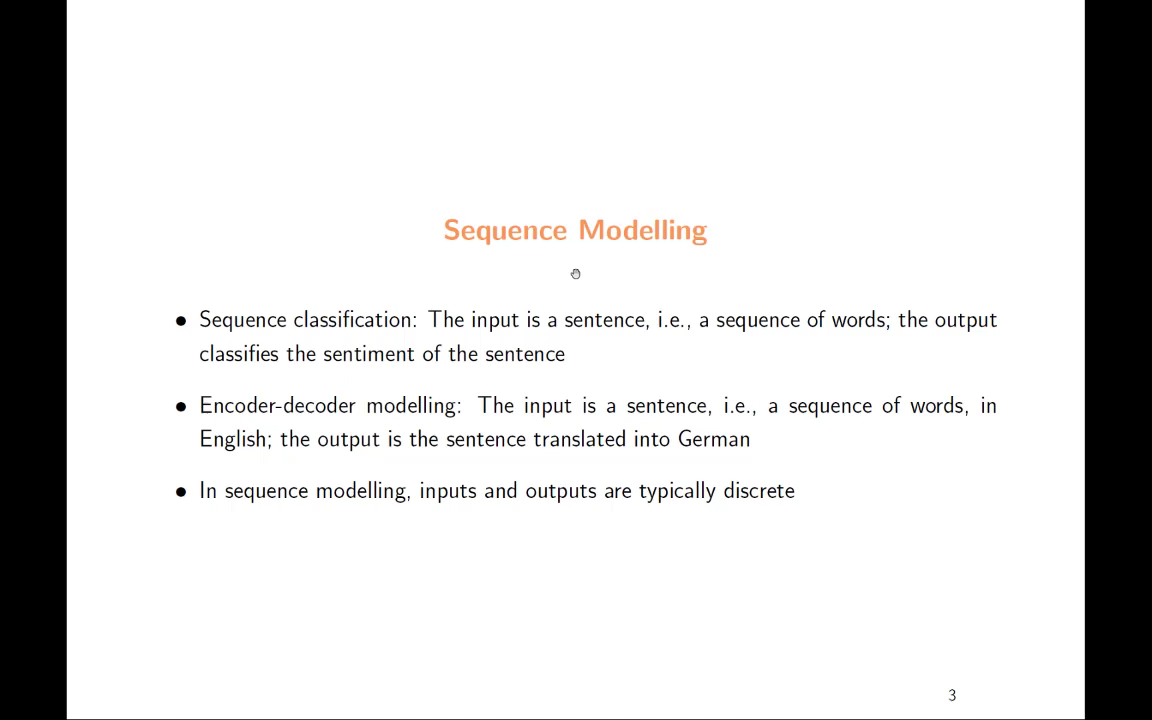 Sequence Modelling
• Sequence classification: The input is a sentence, i.e., a sequence of words; the output
classifies the sentiment of the sentence
• Encoder-decoder modelling: The input is a sentence, i.e., a sequence of words, in
English; the output is the sentence translated into German
• In sequence modelling, inputs and outputs are typically discrete
3